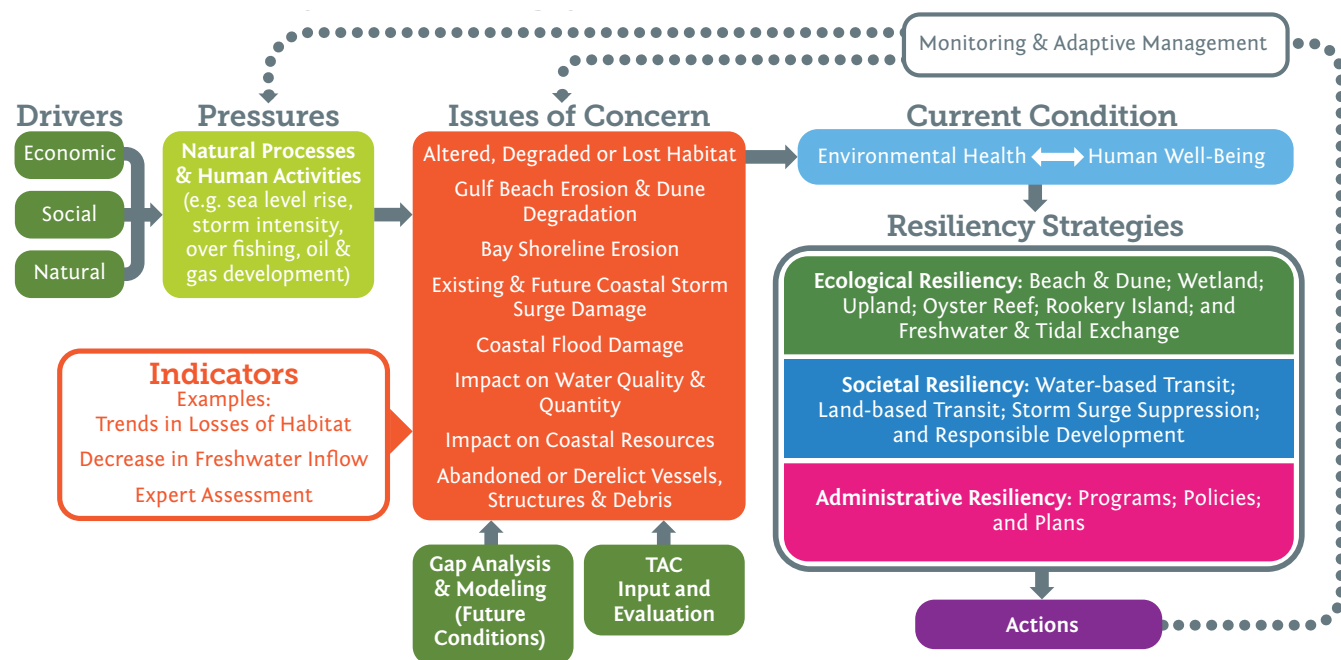 Monitoring & Adaptive Management
Drivers
Economic
Social
Natural
Pressures
Natural Processes
& Human Activities
(e.g. sea level rise,
storm intensity,
over fishing, oil &
gas development)
Issues of Concern
Altered, Degraded or Lost Habitat
Gulf Beach Erosion & Dune
Degradation
Bay Shoreline Erosion
Existing & Future Coastal Storm
Surge Damage
Coastal Flood Damage
Impact on Water Quality &
Quantity
Impact on Coastal Resources
Abandoned or Derelict Vessels,
Structures & Debris
Indicators
Examples:
Trends in Losses of Habitat
Decrease in Freshwater Inflow
Expert Assessment
Gap Analysis
& Modeling
(Future
Conditions)
TAC
Input and
Evaluation
Current Condition
Environmental Health
Human Well-Being
Resiliency Strategies
Ecological Resiliency: Beach & Dune; Wetland;
Upland; Oyster Reef; Rookery Island; and
Freshwater & Tidal Exchange
Societal Resiliency: Water-based Transit;
Land-based Transit; Storm Surge Suppression;
and Responsible Development
Administrative Resiliency: Programs; Policies;
and Plans
Actions